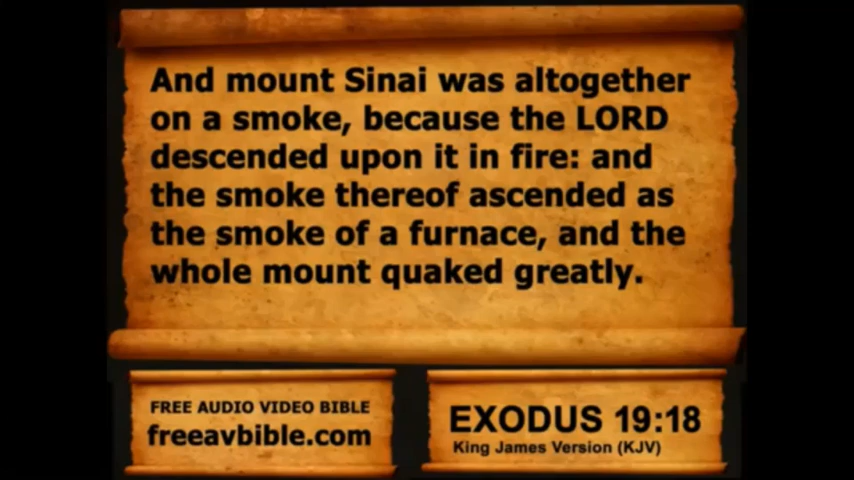 And mount Sinai was altogether
on a smoke, because the LORD
descended upon it in fire: and
the smoke thereof ascended as
the smoke of a furnace, and the
whole mount quaked greatly.
FREE AUDIO VIDEO BIBLE
freeavbible.com
EXODUS 19:18
King James Version (KJV)